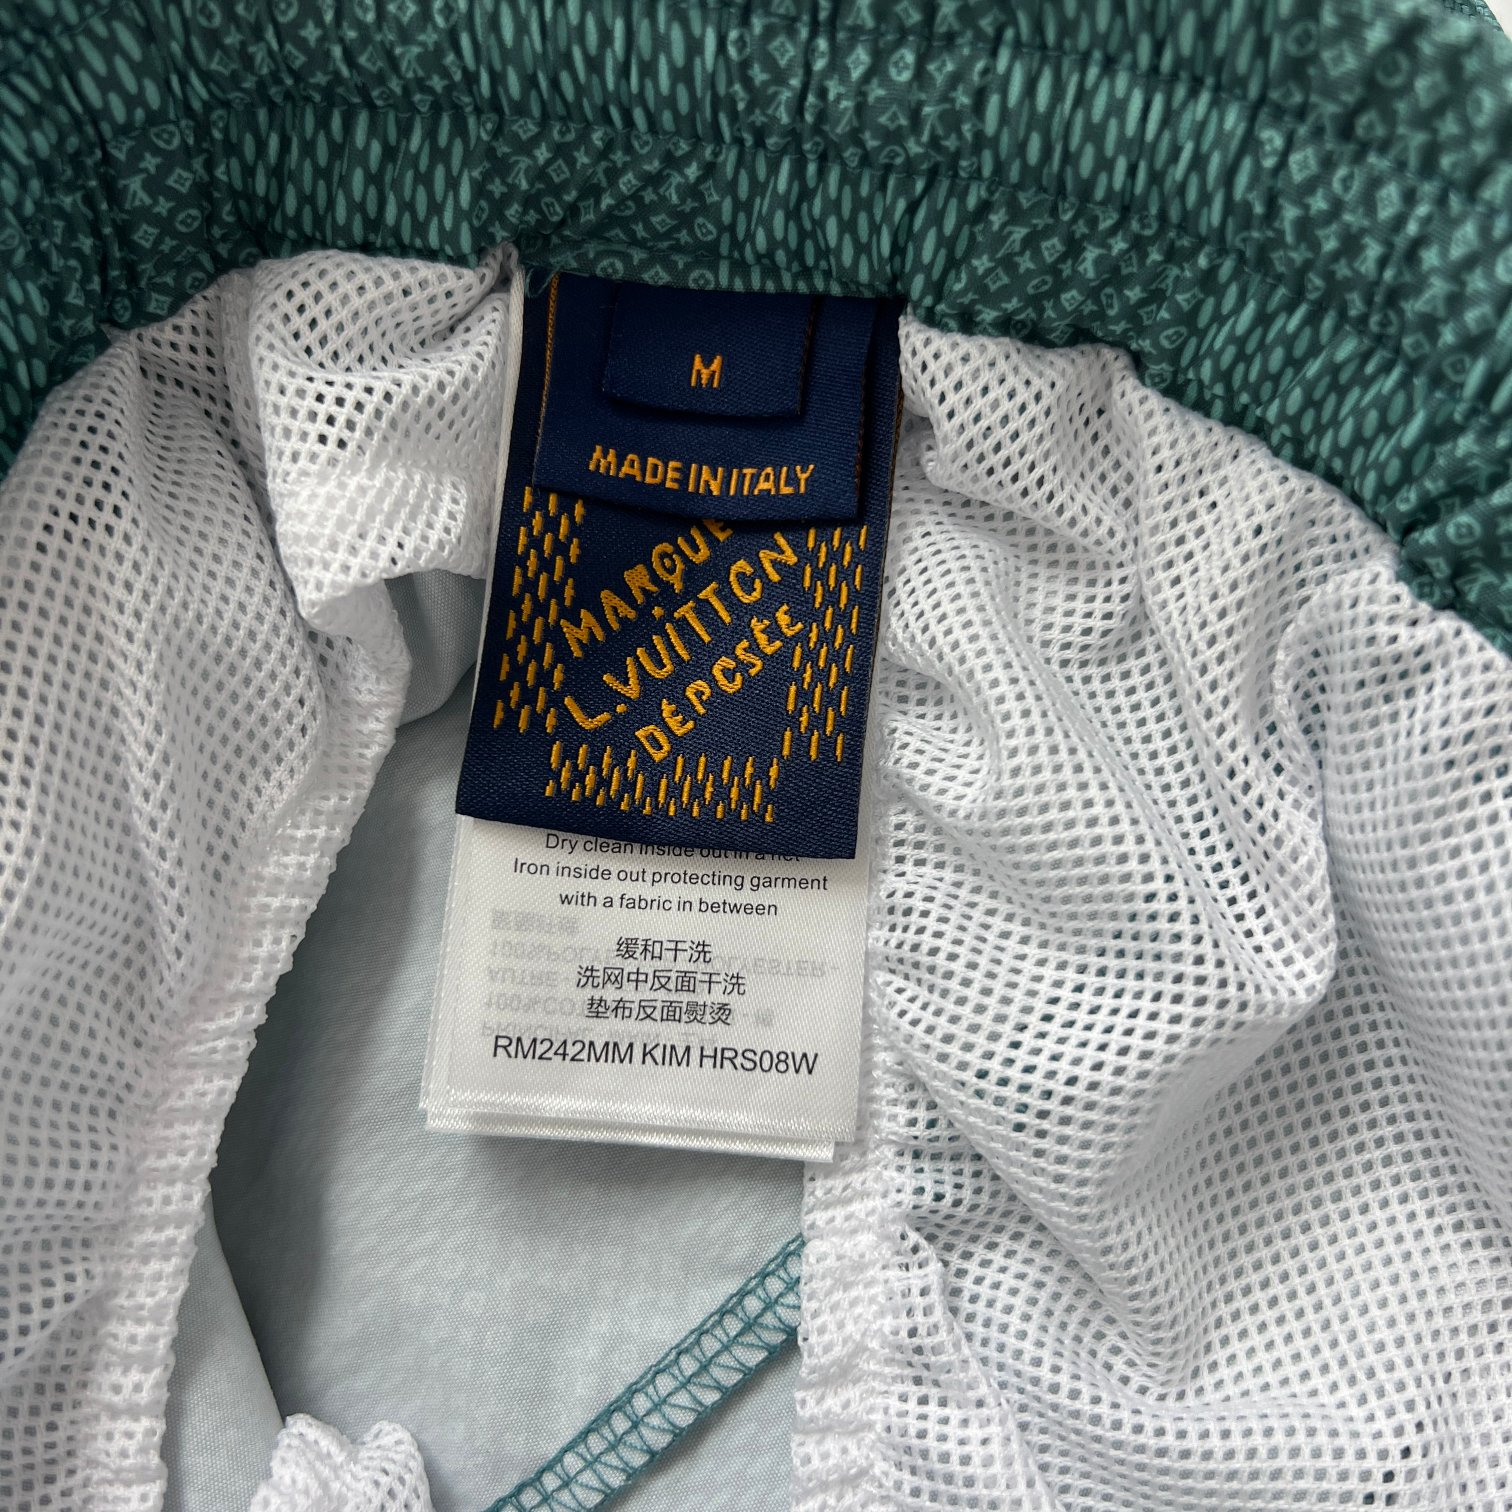 M
MADE IN ITALY
MARQUE
L.VUITTON
DÉPOSÉE
Dry clean inside out in a net
Iron inside out protecting garment
with a fabric in between
缓和干洗
洗网中反面干洗
垫布反面熨烫
RM242MM KIM HRS08W